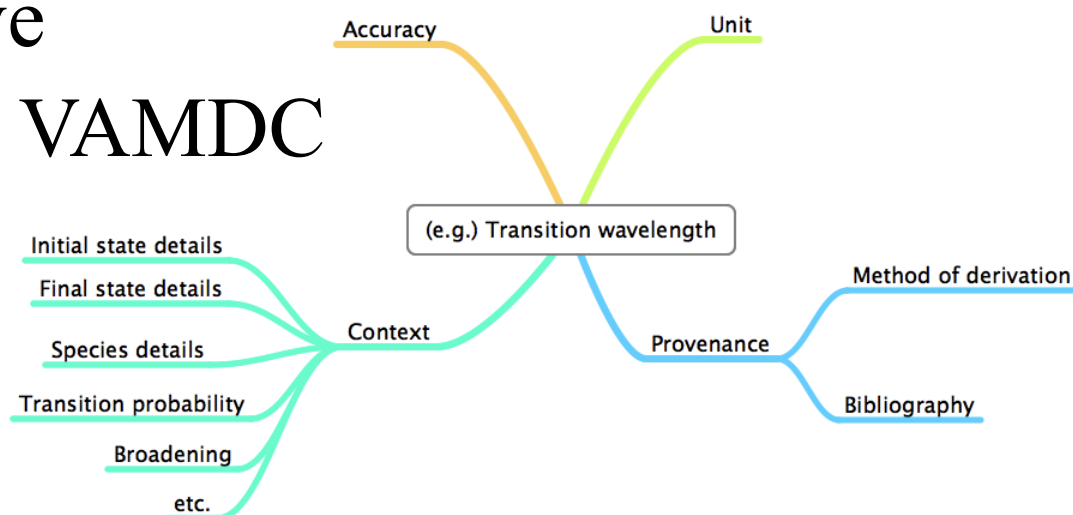 VAMDC
Accuracy
Unit
(e.g.) Transition wavelength
Initial state details
Final state details
Species details
Transition probability
Broadening
etc.
Context
Provenance
Method of derivation
Bibliography